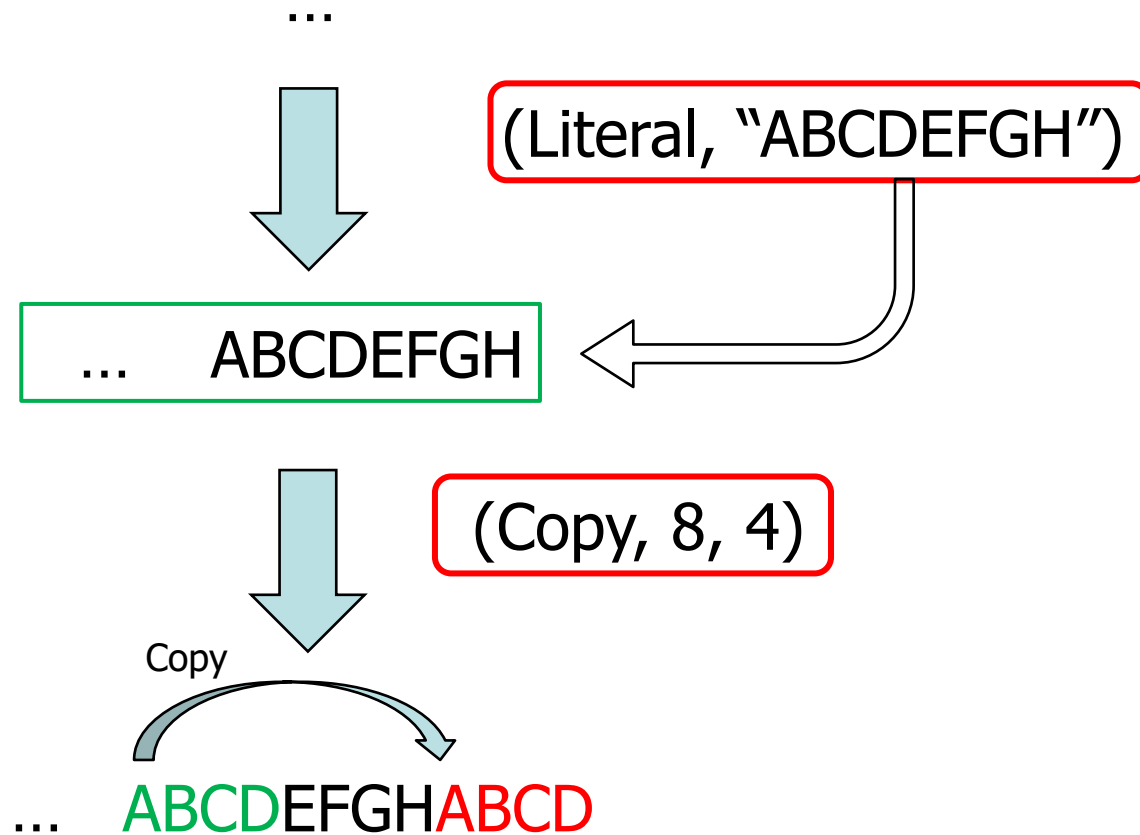 ...
(Literal, “ABCDEFGH”)
... ABCDEFGH
(Copy, 8, 4)
Copy
... ABCDEFGHABCD